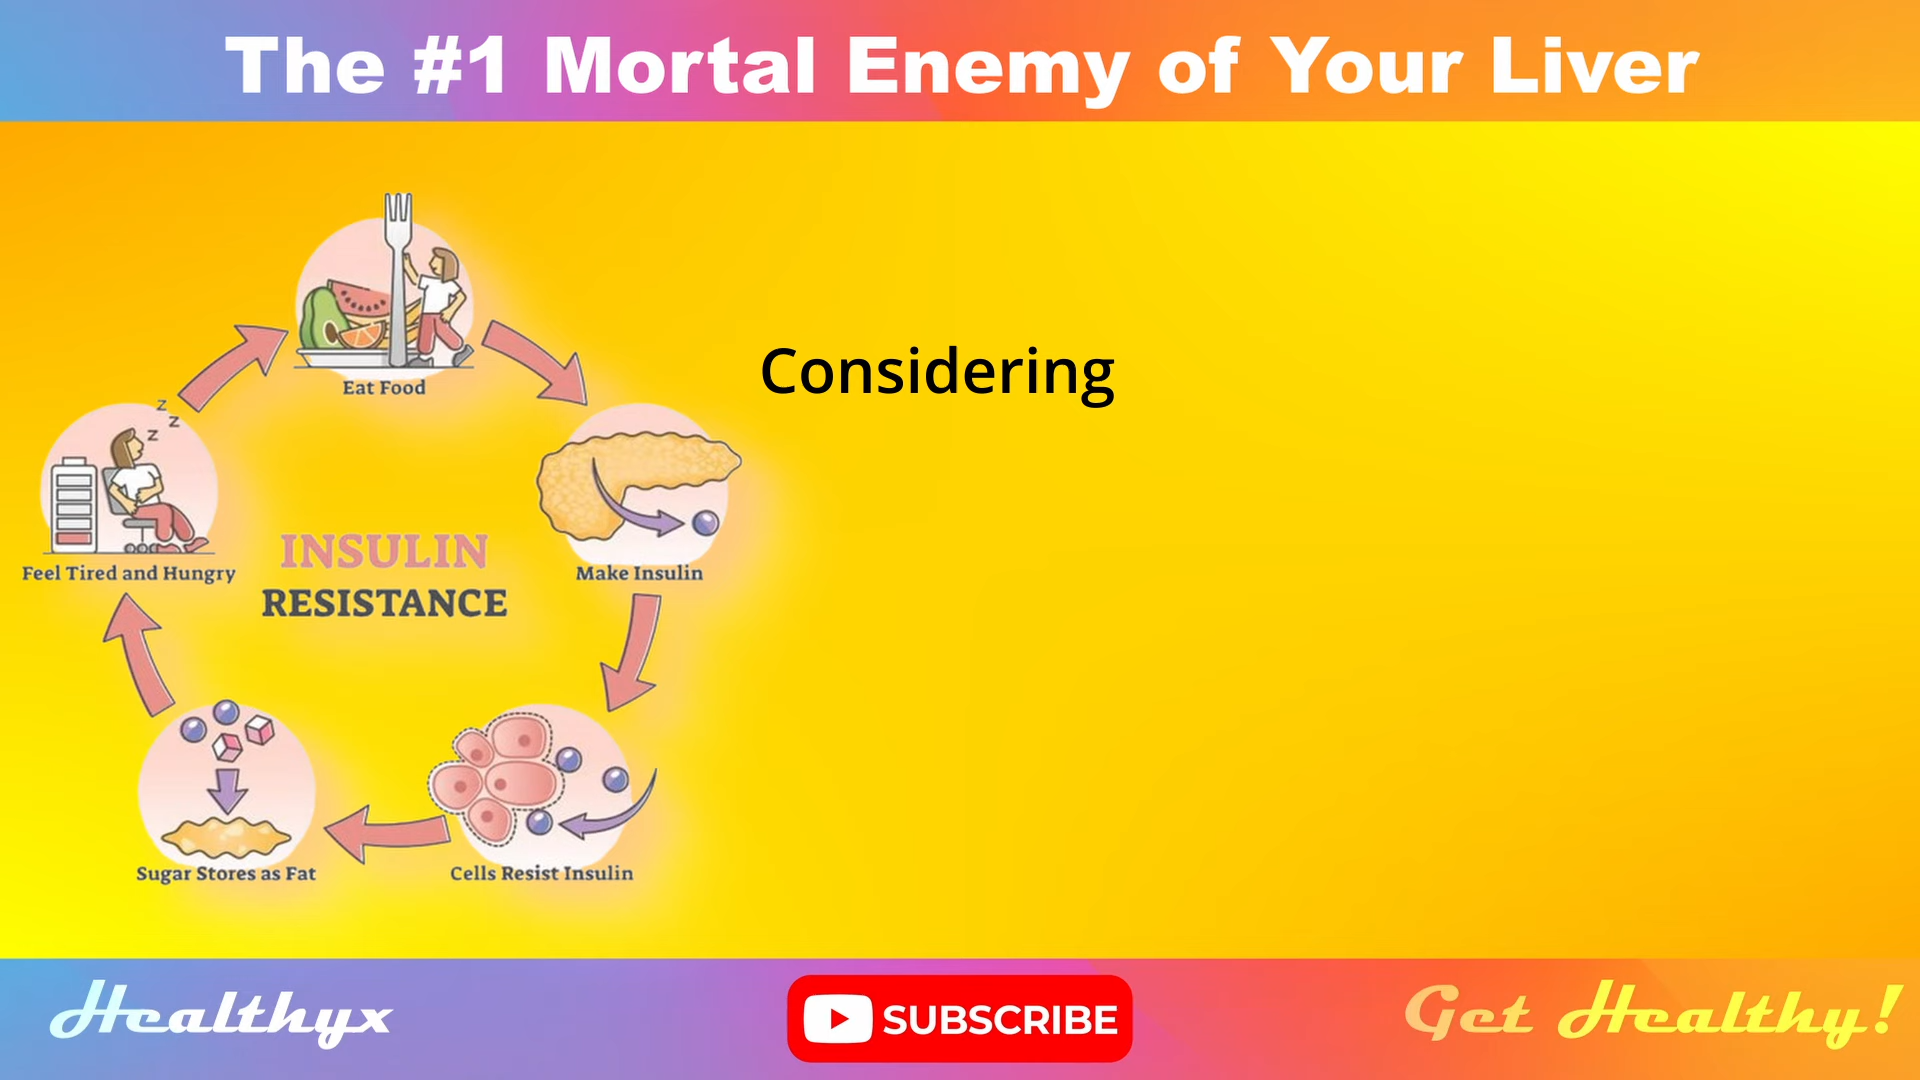 The #1 Mortal Enemy of Your Liver
Eat Food
Considering
z
z
z
Feel Tired and Hungry
INSULIN
RESISTANCE
Make Insulin
Sugar Stores as Fat
Cells Resist Insulin
Healthyx
SUBSCRIBE
Get Healthy!